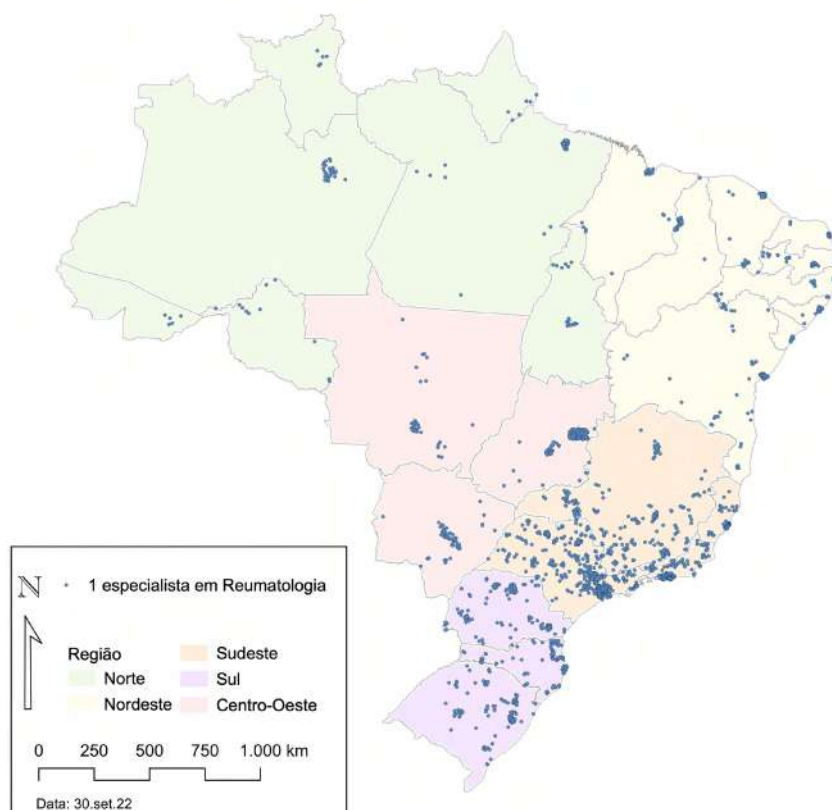 N
1 especialista em Reumatologia
Região
Norte
Nordeste
Sudeste
Sul
Centro-Oeste
0 250 500 750 1.000 km
Data: 30.set.22